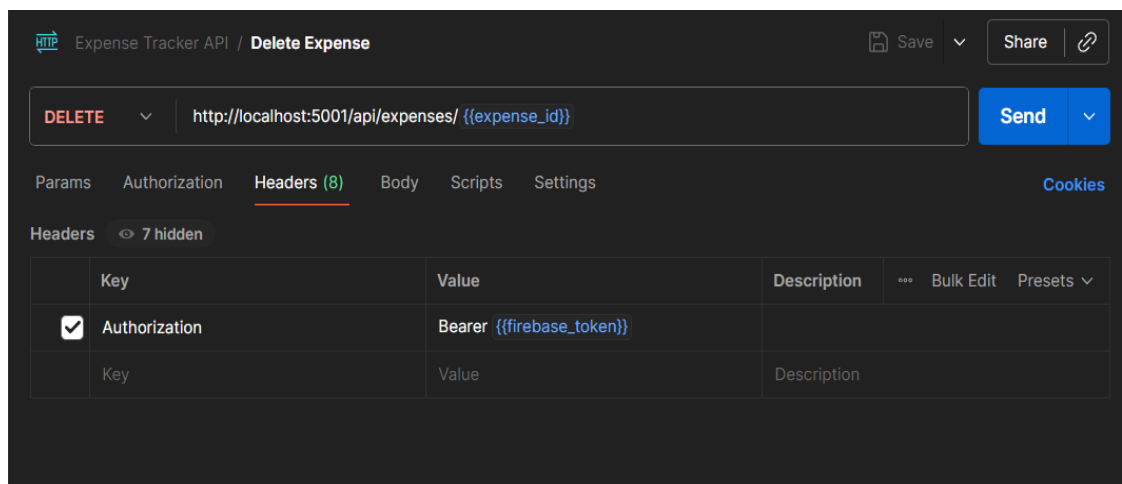 HTTP Expense Tracker API / Delete Expense Save Share
DELETE http://localhost:5001/api/expenses/ {{expense_id}} Send
Params Authorization Headers (8) Body Scripts Settings Cookies
Headers 7 hidden
Key Value Description Bulk Edit Presets
Authorization Bearer {{firebase_token}}
Key Value Description